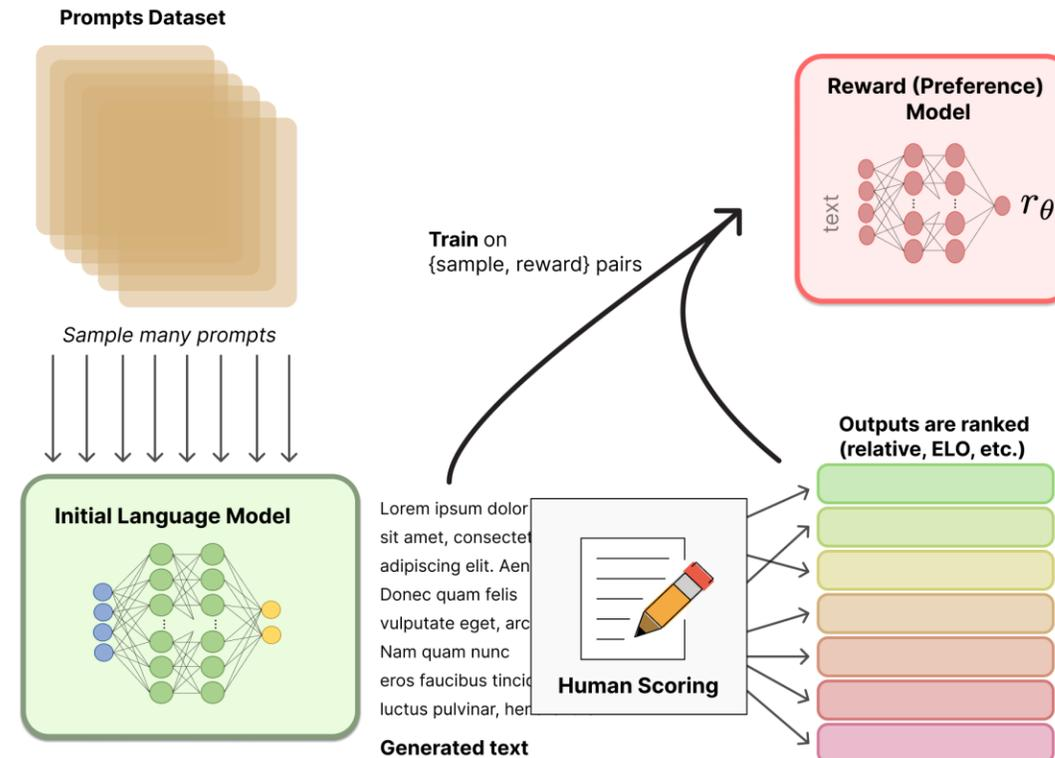 Prompts Dataset
Reward (Preference)
Model
text
rθ
Train on
{sample, reward} pairs
Sample many prompts
Outputs are ranked
(relative, ELO, etc.)
Initial Language Model
Lorem ipsum dolor
sit amet, consectet
adipiscing elit. Aen
Donec quam felis
vulputate eget, arc
Nam quam nunc
eros faucibus tincid
luctus pulvinar, hen
Human Scoring
Generated text